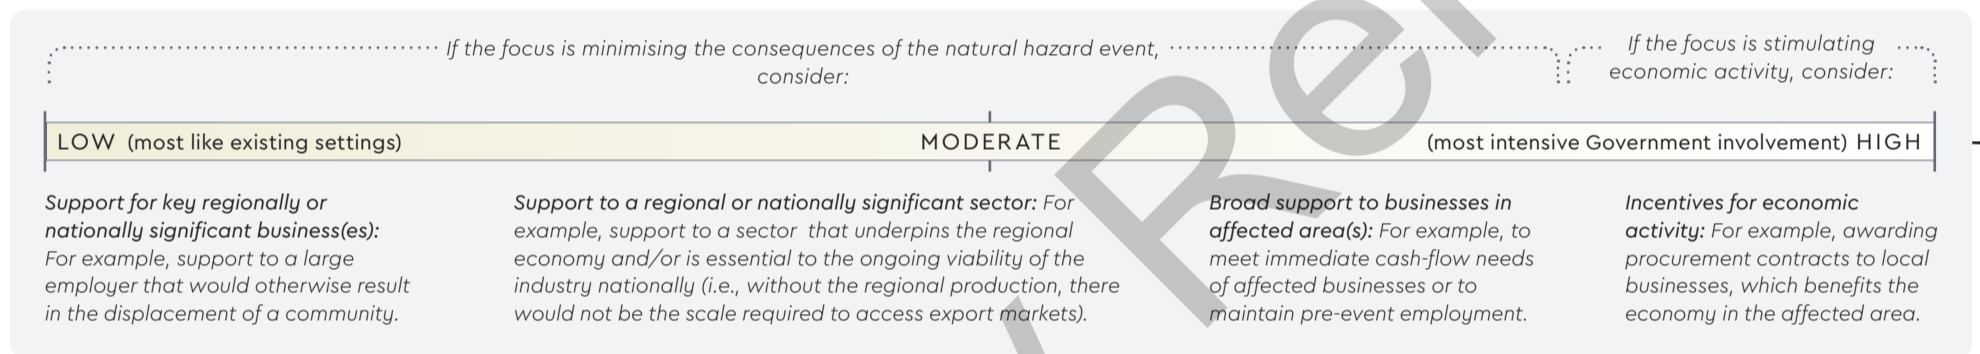 If the focus is minimising the consequences of the natural hazard event,
consider:
If the focus is stimulating
economic activity, consider:
LOW (most like existing settings)
MODERATE
(most intensive Government involvement) HIGH
Support for key regionally or
nationally significant business(es):
For example, support to a large
employer that would otherwise result
in the displacement of a community.
Support to a regional or nationally significant sector: For
example, support to a sector that underpins the regional
economy and/or is essential to the ongoing viability of the
industry nationally (i.e., without the regional production, there
would not be the scale required to access export markets).
Broad support to businesses in
affected area(s): For example, to
meet immediate cash-flow needs
of affected businesses or to
maintain pre-event employment.
Incentives for economic
activity: For example, awarding
procurement contracts to local
businesses, which benefits the
economy in the affected area.